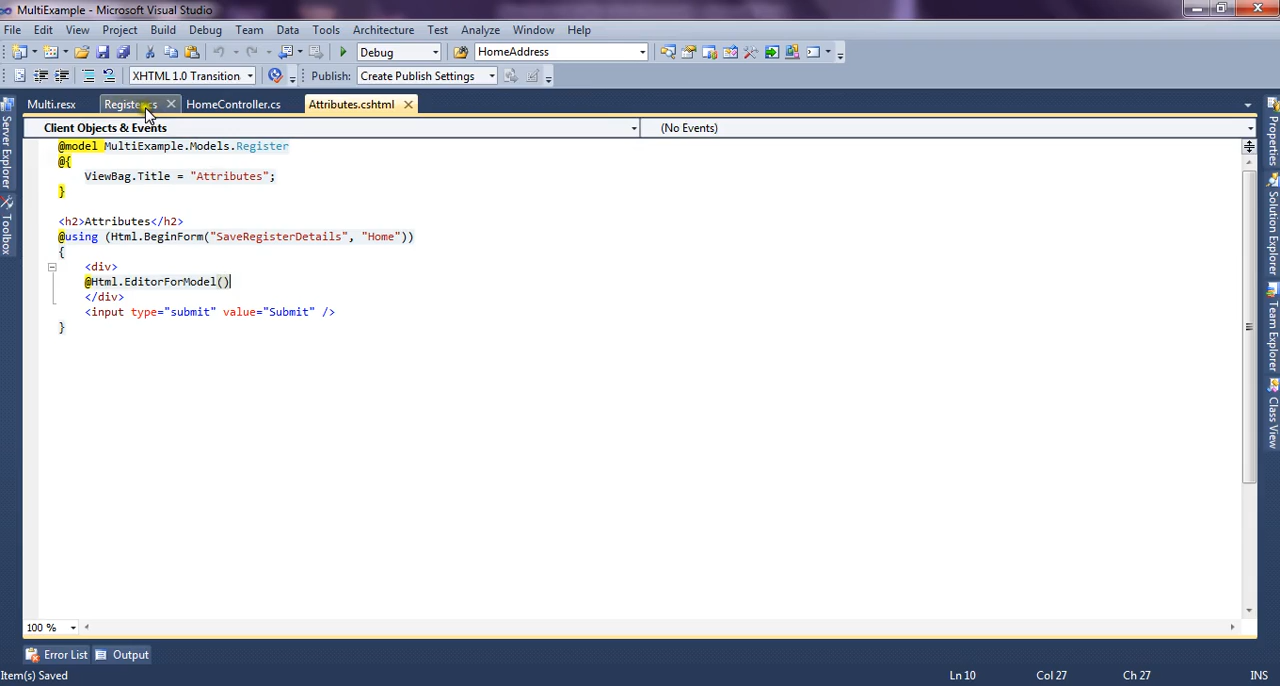 MultiExample - Microsoft Visual Studio
File Edit View Project Build Debug Team Data Tools Architecture Test Analyze Window Help
Debug HomeAddress
XHTML 1.0 Transition Publish: Create Publish Settings
Multi.resx Register.cs HomeController.cs Attributes.cshtml
Client Objects & Events (No Events)
@model MultiExample.Models.Register
@{
ViewBag.Title = "Attributes";
}
<h2>Attributes</h2>
@using (Html.BeginForm("SaveRegisterDetails", "Home"))
{
<div>
@Html.EditorForModel()
</div>
<input type="submit" value="Submit" />
}
100 %
Error List Output
Item(s) Saved Ln 10 Col 27 Ch 27 INS
Server Explorer
Toolbox
Properties
Solution Explorer
Team Explorer
Class View